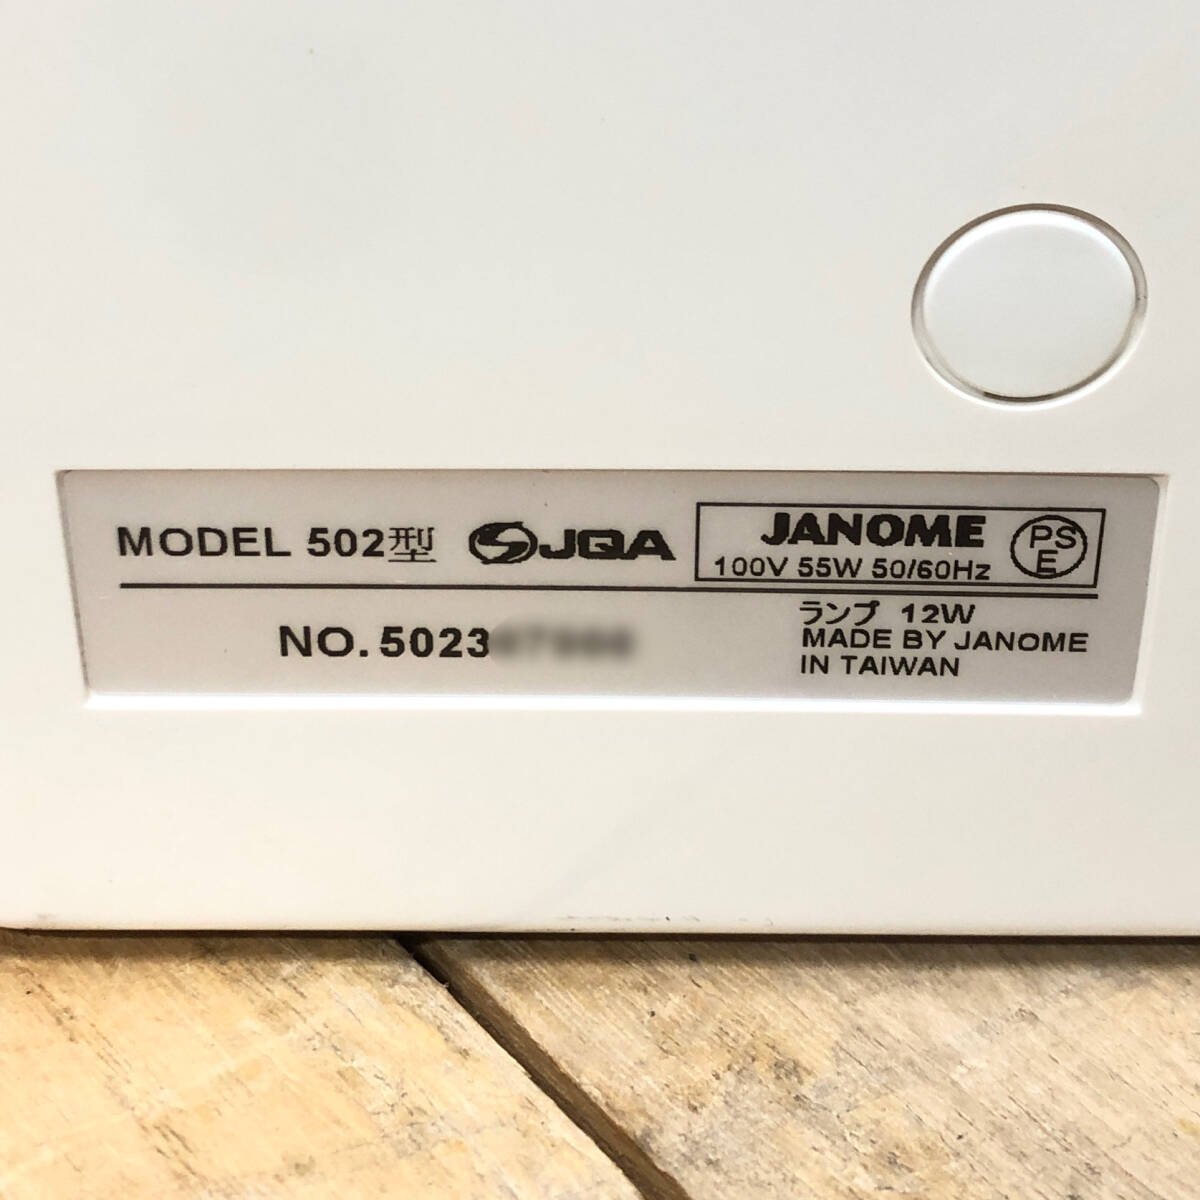 MODEL 502型 JQA JANOME
100V 55W 50/60Hz
PSE
NO. 5023
ランプ 12W
MADE BY JANOME
IN TAIWAN